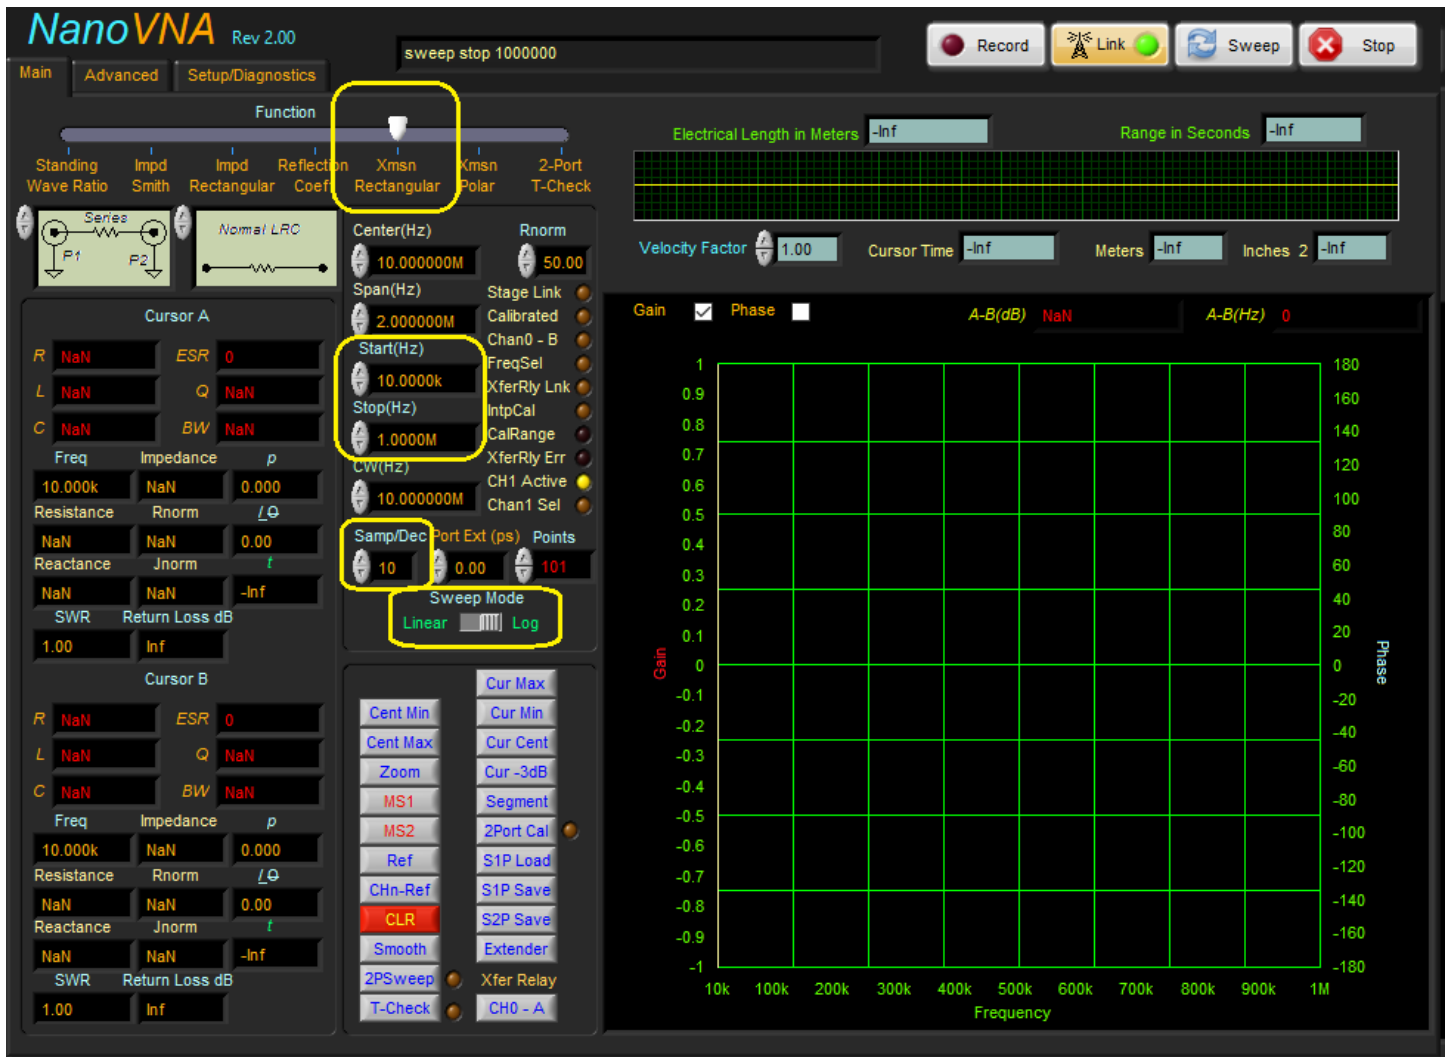 NanoVNA Rev 2.00
sweep stop 1000000
Record
Link
Sweep
Stop
Main
Advanced
Setup/Diagnostics
Function
Standing Wave Ratio
Impd Smith
Impd Rectangular
Reflection Coeff
Xmsn Rectangular
Xmsn Polar
2-Port T-Check
Series
P1
P2
Normal LRC
Center(Hz)
10.000000M
Rnorm
50.00
Span(Hz)
2.000000M
Start(Hz)
10.0000k
Stop(Hz)
1.0000M
CW(Hz)
10.000000M
Stage Link
Calibrated
Chan0 - B
FreqSel
XferRly Lnk
IntpCal
CalRange
XferRly Err
CH1 Active
Chan1 Sel
Samp/Dec
10
Port Ext (ps)
0.00
Points
101
Sweep Mode
Linear
Log
Cursor A
R NaN ESR 0
L NaN Q NaN
C NaN BW NaN
Freq Impedance p
10.000k NaN 0.000
Resistance Rnorm / O
NaN NaN 0.00
Reactance Jnorm t
NaN NaN -Inf
SWR Return Loss dB
1.00 Inf
Cursor B
R NaN ESR 0
L NaN Q NaN
C NaN BW NaN
Freq Impedance p
10.000k NaN 0.000
Resistance Rnorm / O
NaN NaN 0.00
Reactance Jnorm t
NaN NaN -Inf
SWR Return Loss dB
1.00 Inf
Cur Max
Cent Min Cur Min
Cent Max Cur Cent
Zoom Cur -3dB
MS1 Segment
MS2 2Port Cal
Ref S1P Load
CHn-Ref S1P Save
CLR S2P Save
Smooth Extender
2PSweep Xfer Relay
T-Check CH0 - A
Electrical Length in Meters -Inf
Range in Seconds -Inf
Velocity Factor 1.00
Cursor Time -Inf
Meters -Inf
Inches 2 -Inf
Gain
Phase
A-B(dB) NaN
A-B(Hz) 0
1
0.9
0.8
0.7
0.6
0.5
0.4
0.3
0.2
0.1
0
-0.1
-0.2
-0.3
-0.4
-0.5
-0.6
-0.7
-0.8
-0.9
-1
Gain
180
160
140
120
100
80
60
40
20
0
-20
-40
-60
-80
-100
-120
-140
-160
-180
Phase
10k 100k 200k 300k 400k 500k 600k 700k 800k 900k 1M
Frequency